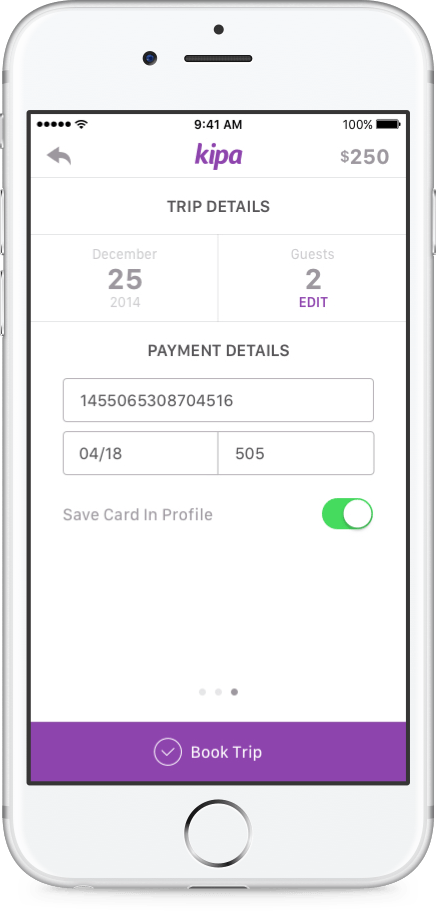 9:41 AM 100%
kipa $250
TRIP DETAILS
December Guests
25 2
2014 EDIT
PAYMENT DETAILS
1455065308704516
04/18 505
Save Card In Profile
Book Trip